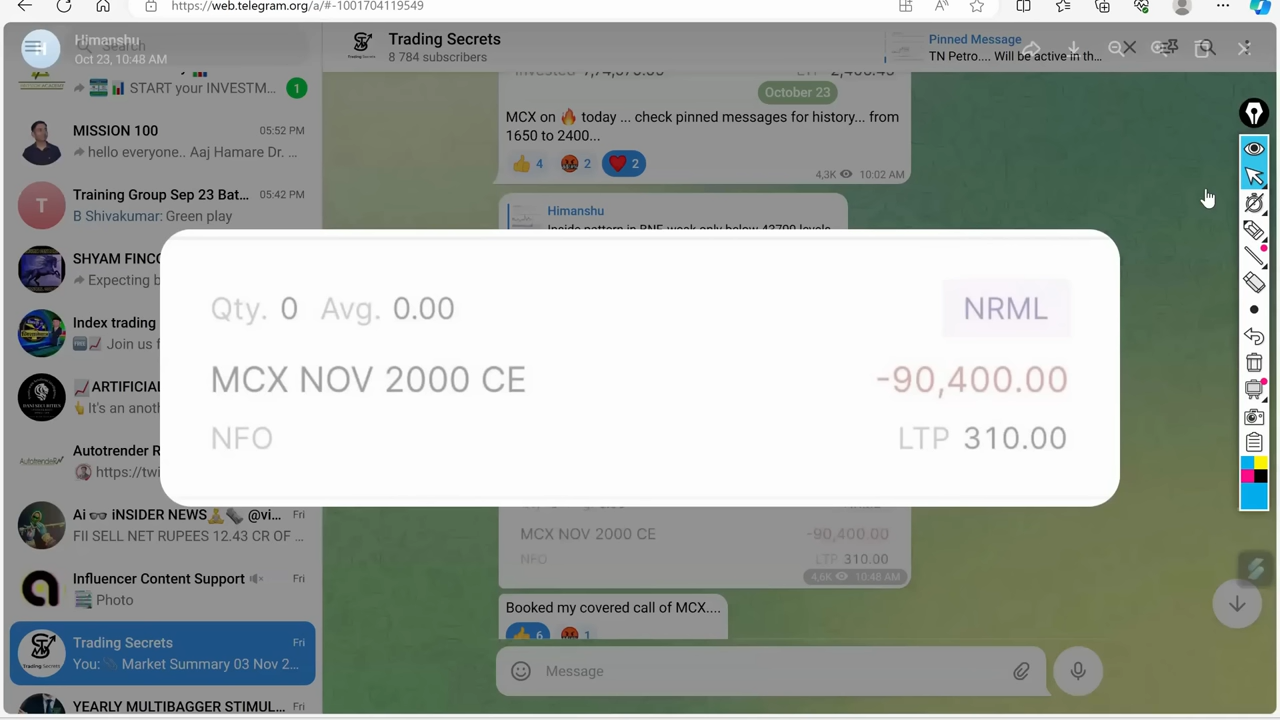 https://web.telegram.org/a/#-1001704119549
Himanshu
Search
Oct 23, 10:48 AM
Trading Secrets
8 784 subscribers
Pinned Message
TN Petro.... Will be active in th...
START your INVESTM...
1
MISSION 100
05:52 PM
hello everyone.. Aaj Hamare Dr. ...
Training Group Sep 23 Bat...
05:42 PM
B Shivakumar: Green play
SHYAM FINCO
Expecting b
Index trading
Join us f
ARTIFICIAL
It's an anoth
Autotrender R
https://twi
Ai iNSIDER NEWS @vi...
Fri
FII SELL NET RUPEES 12.43 CR OF ...
Influencer Content Support
Fri
Photo
Trading Secrets
Fri
You: Market Summary 03 Nov 2...
YEARLY MULTIBAGGER STIMUL...
Fri
October 23
MCX on 🔥 today ... check pinned messages for history... from
1650 to 2400...
4 2 2
4,3K 10:02 AM
Himanshu
Qty. 0 Avg. 0.00 NRML
MCX NOV 2000 CE -90,400.00
NFO LTP 310.00
MCX NOV 2000 CE -90,400.00
NFO LTP 310.00
4,6K 10:48 AM
Booked my covered call of MCX....
6 1
Message